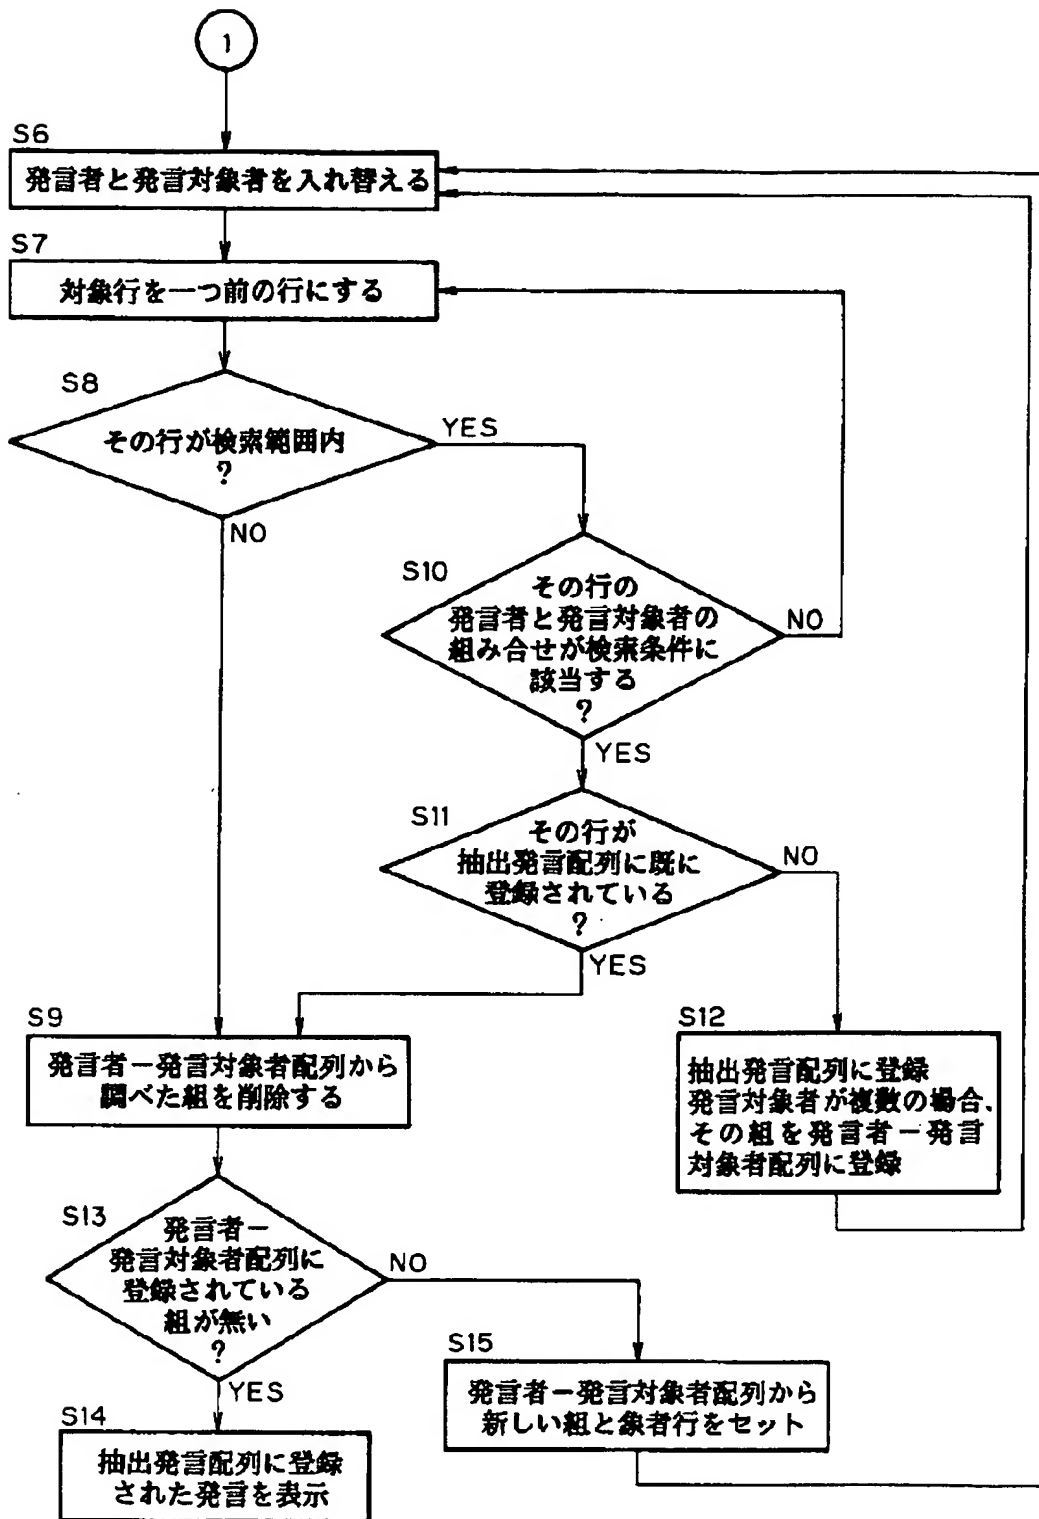 1
S6
発言者と発言対象者を入れ替える
S7
対象行を一つ前の行にする
S8
その行が検索範囲内
?
YES
NO
S10
その行の
発言者と発言対象者の
組み合せが検索条件に
該当する
?
NO
YES
S11
その行が
抽出発言配列に既に
登録されている
?
NO
YES
S9
発言者－発言対象者配列から
調べた組を削除する
S12
抽出発言配列に登録
発言対象者が複数の場合、
その組を発言者－発言
対象者配列に登録
S13
発言者－
発言対象者配列に
登録されている
組が無い
?
NO
YES
S15
発言者－発言対象者配列から
新しい組と象者行をセット
S14
抽出発言配列に登録
された発言を表示